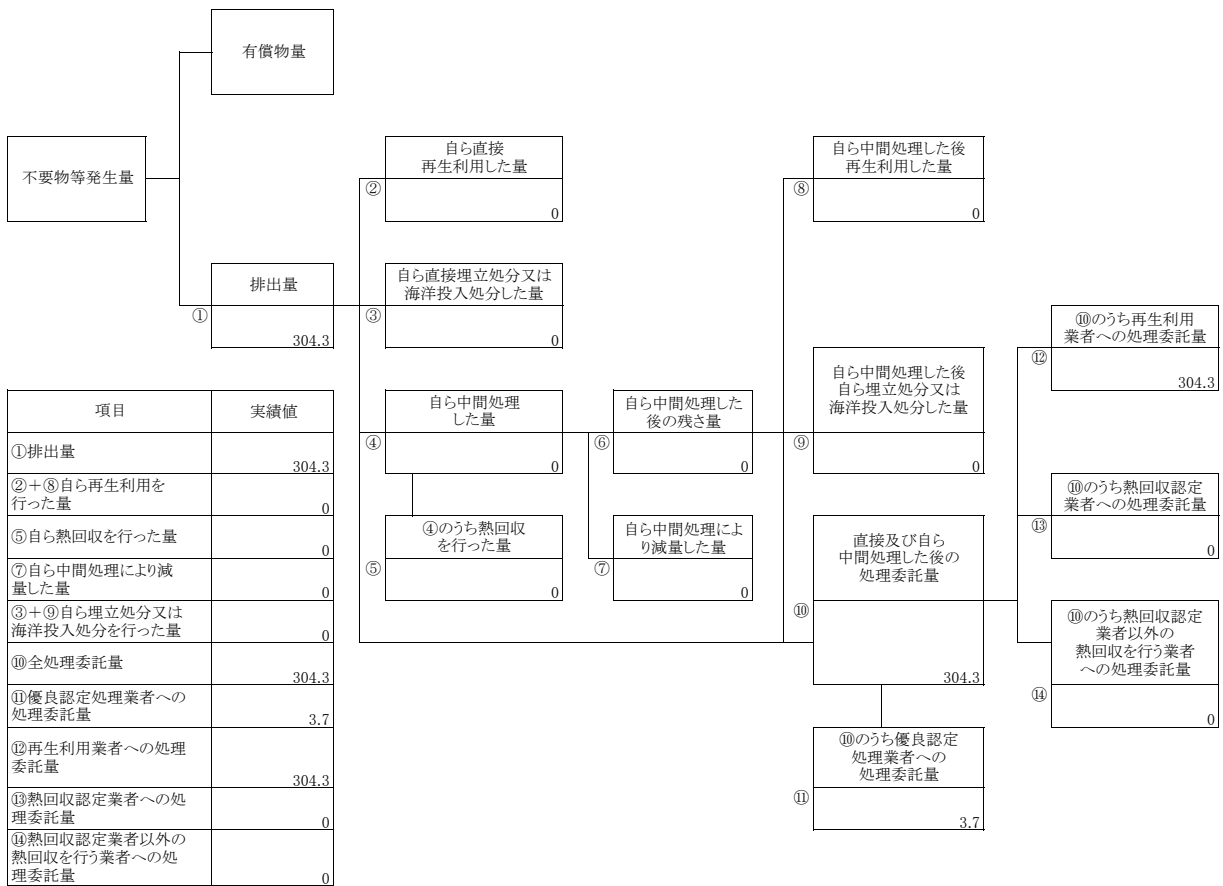 有償物量
不要物等発生量
排出量
①
304.3
自ら直接
再生利用した量
②
0
自ら直接埋立処分又は
海洋投入処分した量
③
0
自ら中間処理
した量
④
0
④のうち熱回収
を行った量
⑤
0
自ら中間処理した
後の残さ量
⑥
0
自ら中間処理によ
り減量した量
⑦
0
自ら中間処理した後
再生利用した量
⑧
0
自ら中間処理した後
自ら埋立処分又は
海洋投入処分した量
⑨
0
直接及び自ら
中間処理した後の
処理委託量
⑩
304.3
⑩のうち優良認定
処理業者への
処理委託量
⑪
3.7
⑩のうち再生利用
業者への処理委託量
⑫
304.3
⑩のうち熱回収認定
業者への処理委託量
⑬
0
⑩のうち熱回収認定
業者以外の
熱回収を行う業者
への処理委託量
⑭
0
項目 実績値
①排出量
304.3
②+⑧自ら再生利用を
行った量
0
⑤自ら熱回収を行った量
0
⑦自ら中間処理により減
量した量
0
③+⑨自ら埋立処分又は
海洋投入処分を行った量
0
⑩全処理委託量
304.3
⑪優良認定処理業者への
処理委託量
3.7
⑫再生利用業者への処理
委託量
304.3
⑬熱回収認定業者への処
理委託量
0
⑭熱回収認定業者以外の
熱回収を行う業者への処
理委託量
0